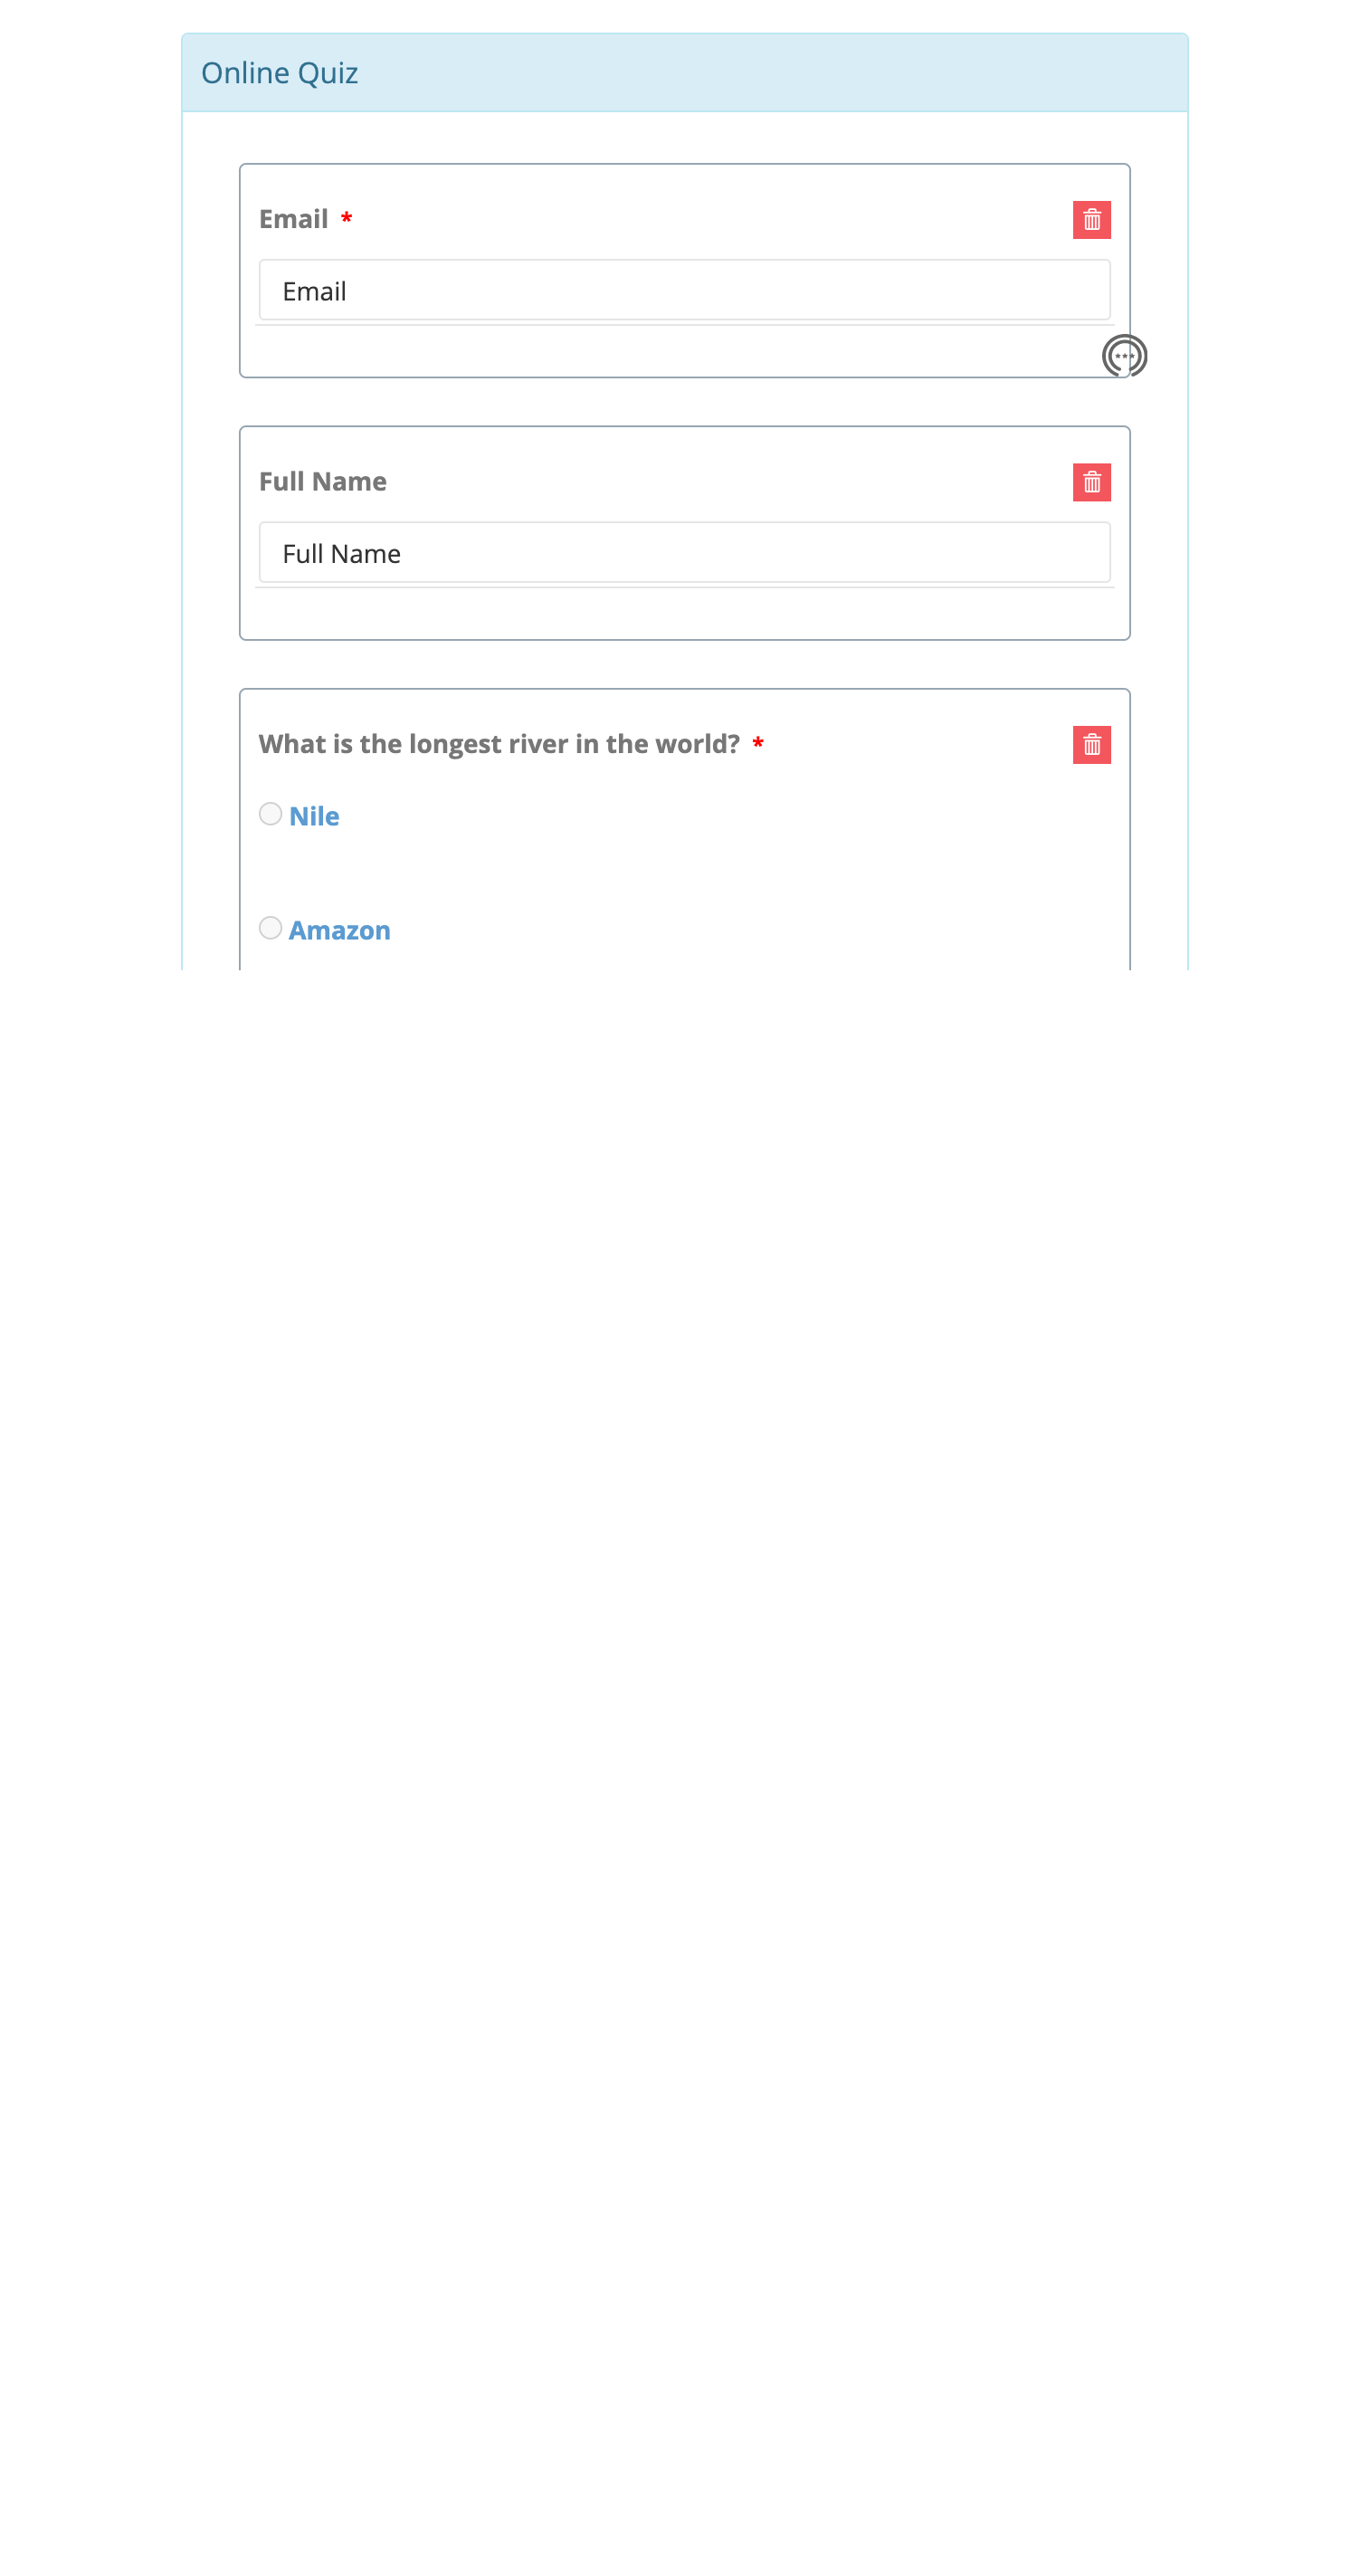 Online Quiz
Email *
Email
Full Name
Full Name
What is the longest river in the world? *
Nile
Amazon